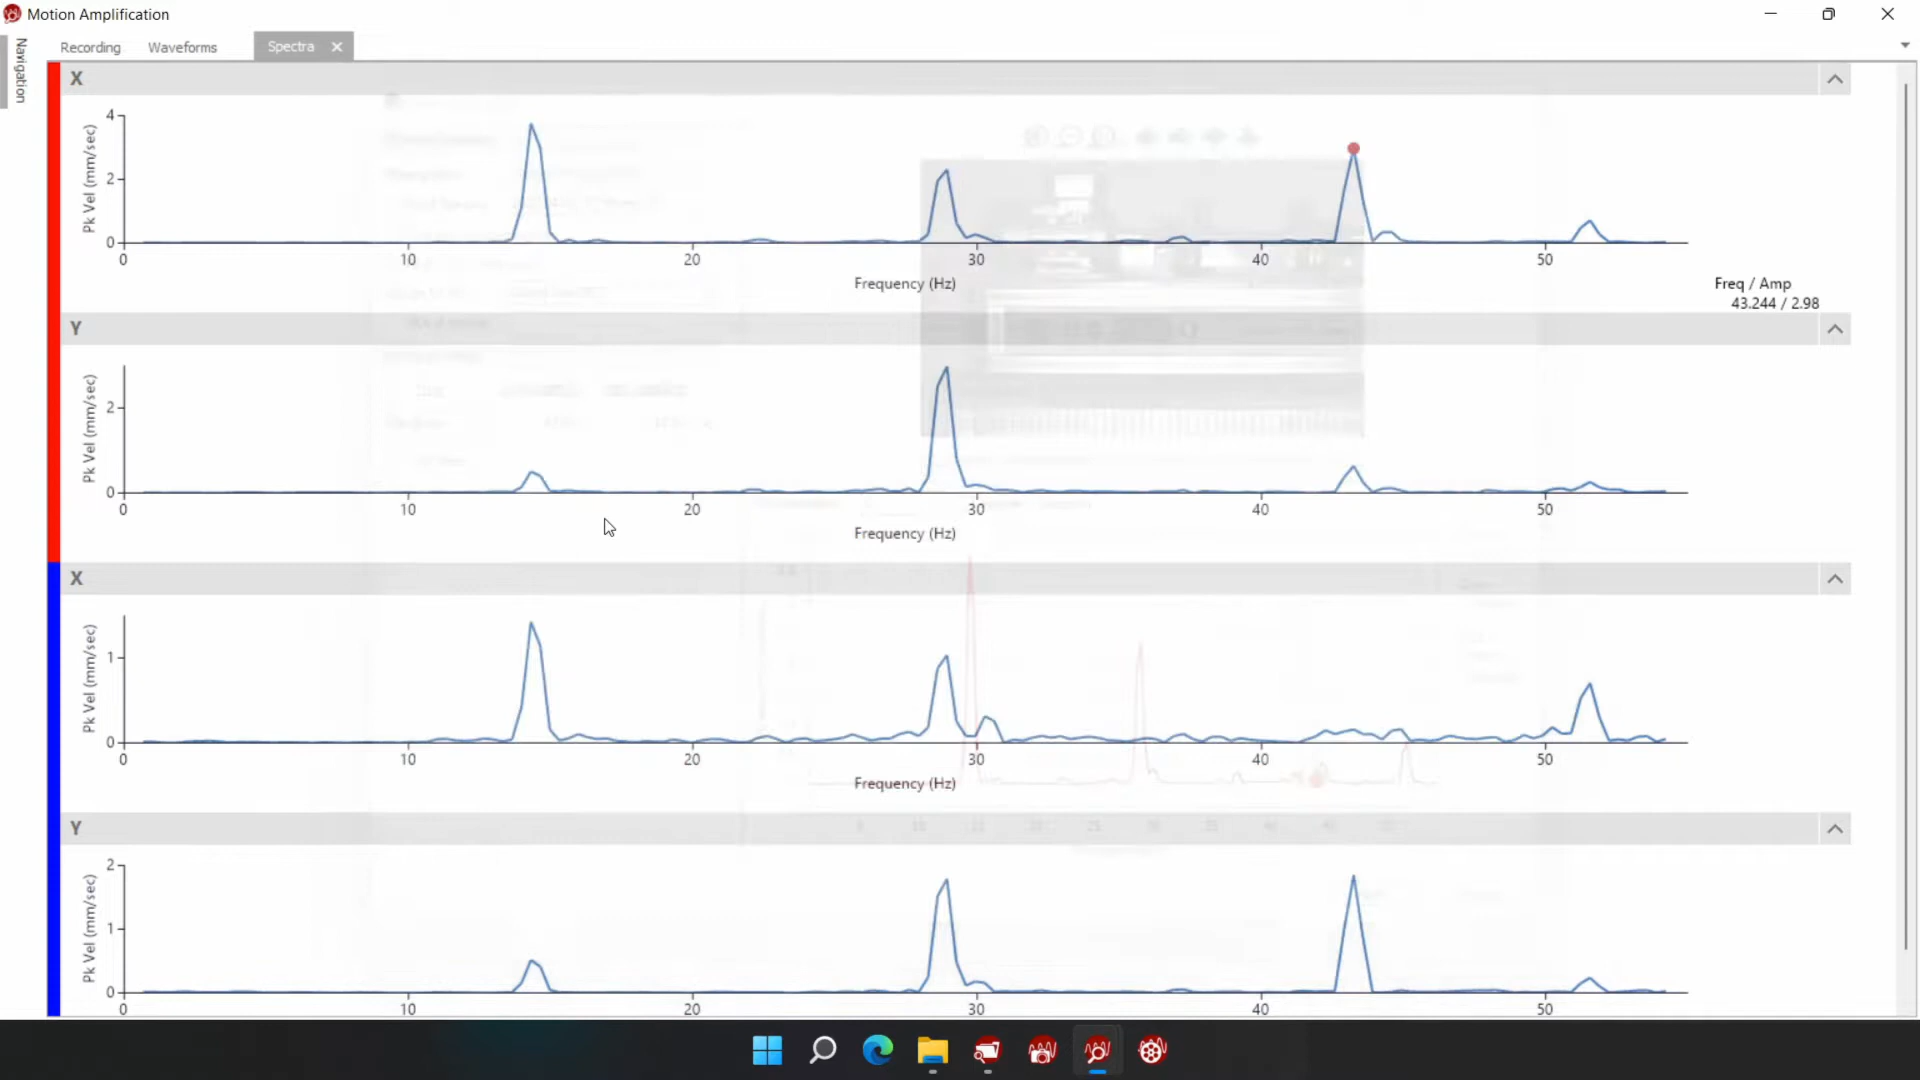 Motion Amplification
Navigation
Recording
Waveforms
Spectra
X
Pk Vel (mm/sec)
4
2
0
0 10 20 30 40 50
Frequency (Hz)
Freq / Amp
43.244 / 2.98
Y
Pk Vel (mm/sec)
2
0
0 10 20 30 40 50
Frequency (Hz)
X
Pk Vel (mm/sec)
1
0
0 10 20 30 40 50
Frequency (Hz)
Y
Pk Vel (mm/sec)
2
1
0
0 10 20 30 40 50